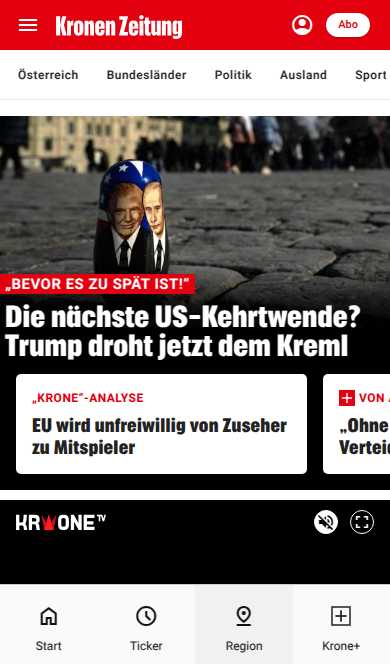 Kronen Zeitung
Abo
Österreich Bundesländer Politik Ausland Sport
„BEVOR ES ZU SPÄT IST!“
Die nächste US-Kehrtwende?
Trump droht jetzt dem Kreml
„KRONE“-ANALYSE
EU wird unfreiwillig von Zuseher
zu Mitspieler
VON
„Ohne
KRONE TV
Start Ticker Region Krone+